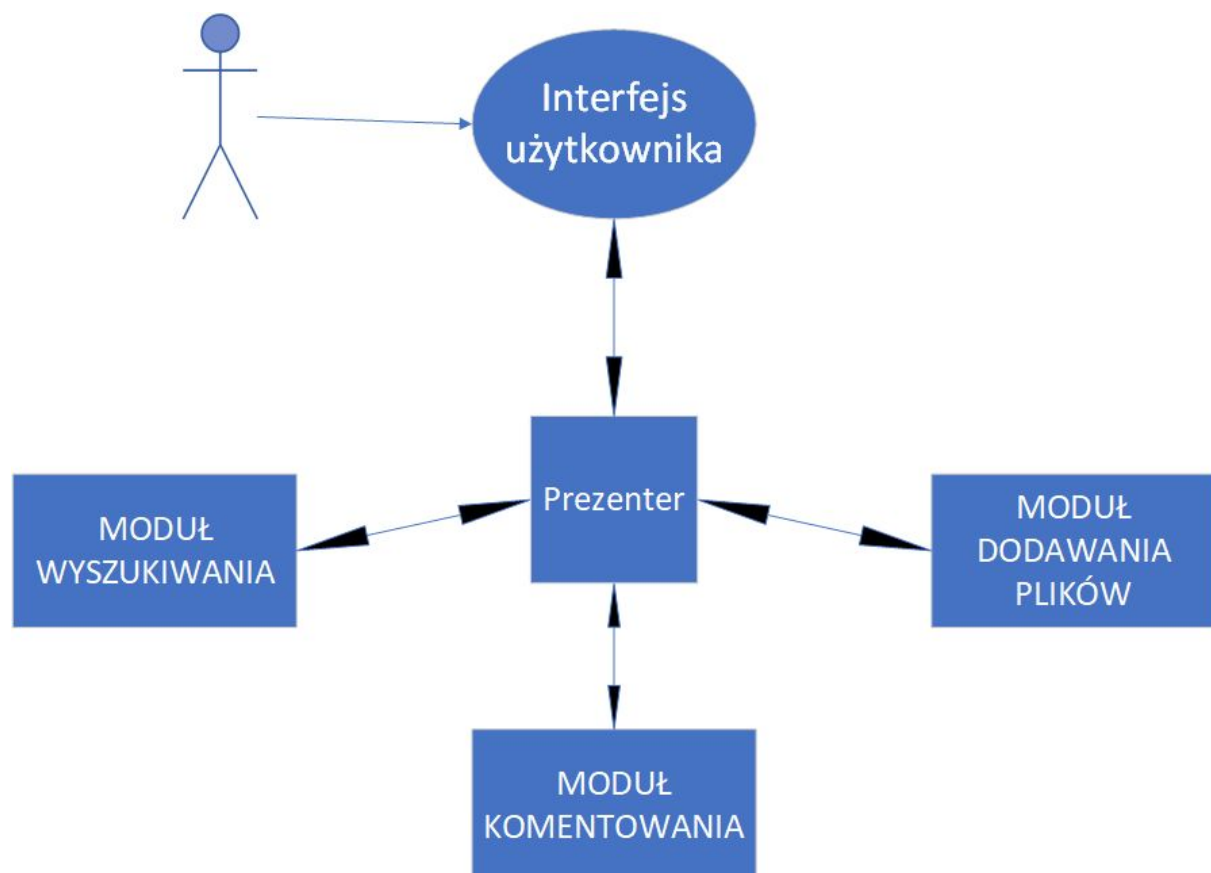 Interfejs
użytkownika
Prezenter
MODUŁ
WYSZUKIWANIA
MODUŁ
DODAWANIA
PLIKÓW
MODUŁ
KOMENTOWANIA